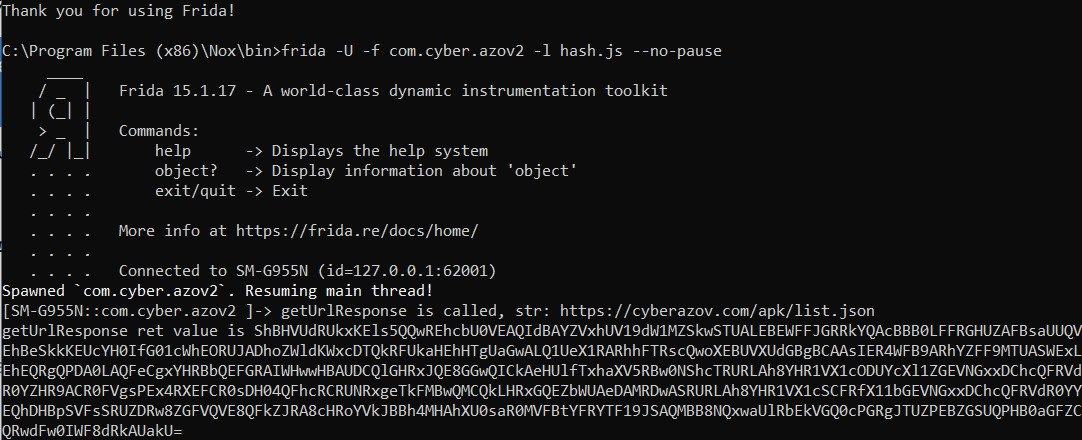 Thank you for using Frida!
C:\Program Files (x86)\Nox\bin>frida -U -f com.cyber.azov2 -l hash.js --no-pause
     ____
    / _  |   Frida 15.1.17 - A world-class dynamic instrumentation toolkit
   | (_| |
    > _  |   Commands:
   /_/ |_|       help      -> Displays the help system
   . . . .       object?   -> Display information about 'object'
   . . . .       exit/quit -> Exit
   . . . .
   . . . .   More info at https://frida.re/docs/home/
   . . . .
   . . . .   Connected to SM-G955N (id=127.0.0.1:62001)
Spawned `com.cyber.azov2`. Resuming main thread!
[SM-G955N::com.cyber.azov2 ]-> getUrlResponse is called, str: https://cyberazov.com/apk/list.json
getUrlResponse ret value is ShBHVUdRUkxKEls5QQwREhcbU0VEAQIdBAYZVxhUV19dW1MZSkwSTUALEBEWFFJGRRkYQAcBBB0LFFRGHUZAFBsaUUQV
EhBeSkkKEUcYH0IfG01cWhEORUJADhoZWldKWxcDTQkRFUkaHEhHTgUaGwALQ1UeX1RARhhFTRscQwoXEBUVXUdGBgBCAAsIER4WFB9ARhYZFF9MTUASWExL
EhEQRgQPDA0LAQFeCgxYHRBbQEFGRAIWHwwHBAUDCQlGHRxJQE8GGwQICkAeHUlfTxhaXV5RBw0NShcTRURLAh8YHR1VX1cODUYcXl1ZGEVNGxxDChcQFRVd
R0YZHR9ACR0FVgsPEx4RXEFCR0sDH04QFhcRCRUNRxgeTkFMBwQMCQkLHRxGQEZbWUAeDAMRDwASRURLAh8YHR1VX1cSCFRfX11bGEVNGxxDChcQFRVdR0YY
EQhDHBpSVFsSRUZDRw8ZGFVQVE8QFkZJRA8cHRoYVkJBBh4MHAhXU0saR0MVFBtYFRYTF19JSAQMBB8NQxwaUlRbEkVGQ0cPGRgJTUZPEBZGSUQPHB0aGFZC
QRwdFw0IWF8dRkAUakU=